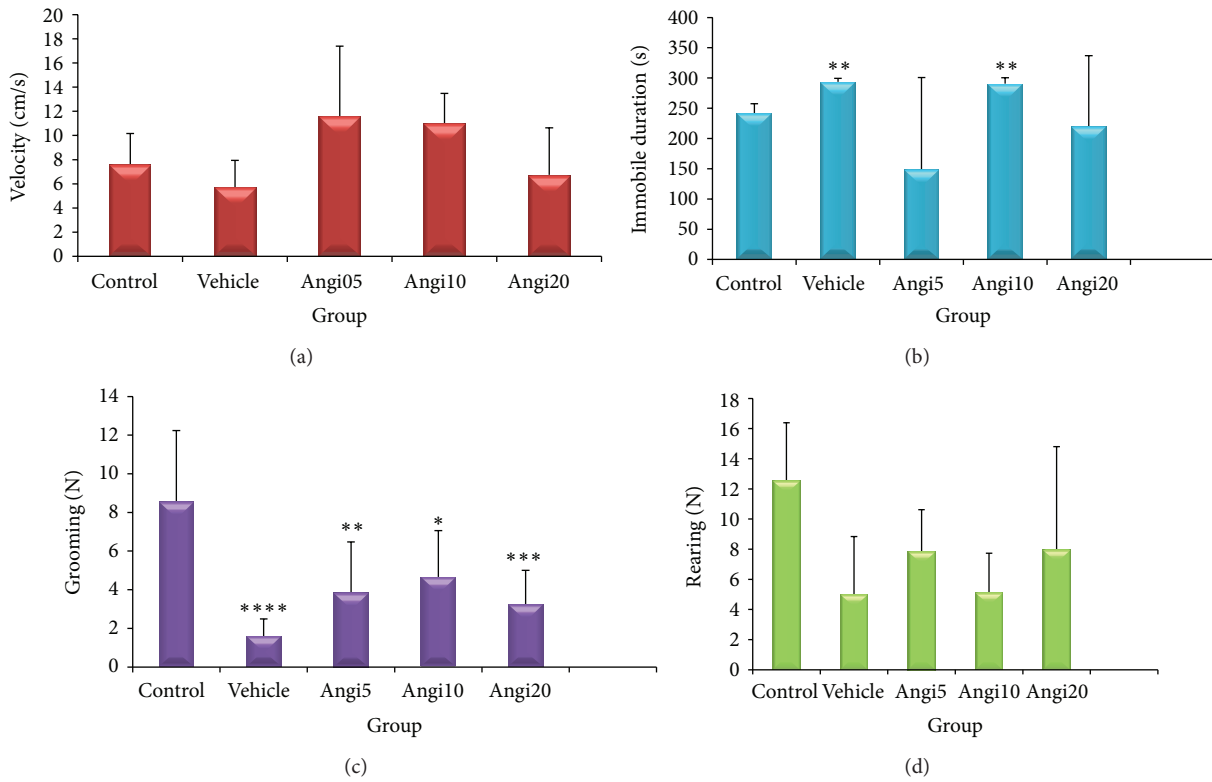 Velocity (cm/s)
20
18
16
14
12
10
8
6
4
2
0
Control Vehicle Angi05 Angi10 Angi20
Group
(a)
Immobile duration (s)
400
350
300
250
200
150
100
50
0
** **
Control Vehicle Angi5 Angi10 Angi20
Group
(b)
Grooming (N)
14
12
10
8
6
4
2
0
**** ** * ***
Control Vehicle Angi5 Angi10 Angi20
Group
(c)
Rearing (N)
18
16
14
12
10
8
6
4
2
0
Control Vehicle Angi5 Angi10 Angi20
Group
(d)